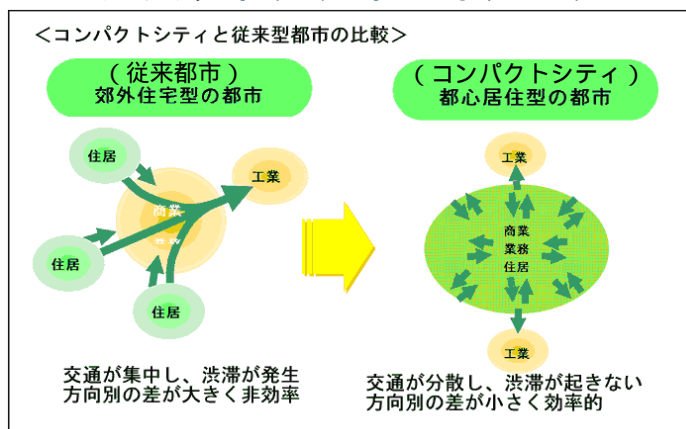 ＜コンパクトシティと従来型都市の比較＞
（従来都市）
郊外住宅型の都市
（コンパクトシティ）
都心居住型の都市
住居
工業
商業
住居
住居
工業
商業
業務
住居
工業
交通が集中し、渋滞が発生
方向別の差が大きく非効率
交通が分散し、渋滞が起きない
方向別の差が小さく効率的